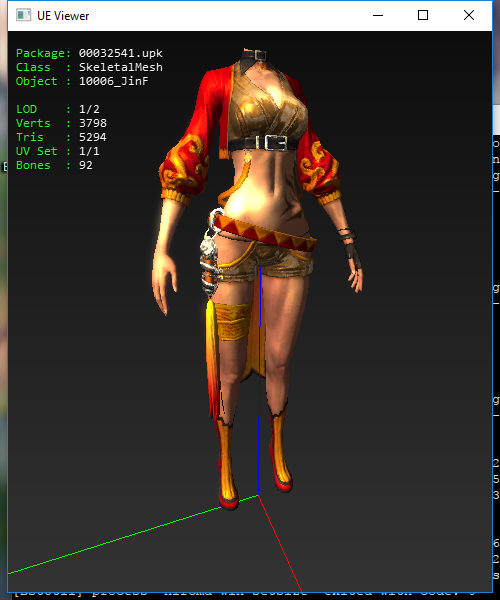 UE Viewer
Package: 00032541.upk
Class : SkeletalMesh
Object : 10006_JinF
LOD : 1/2
Verts : 3798
Tris : 5294
UV Set : 1/1
Bones : 92